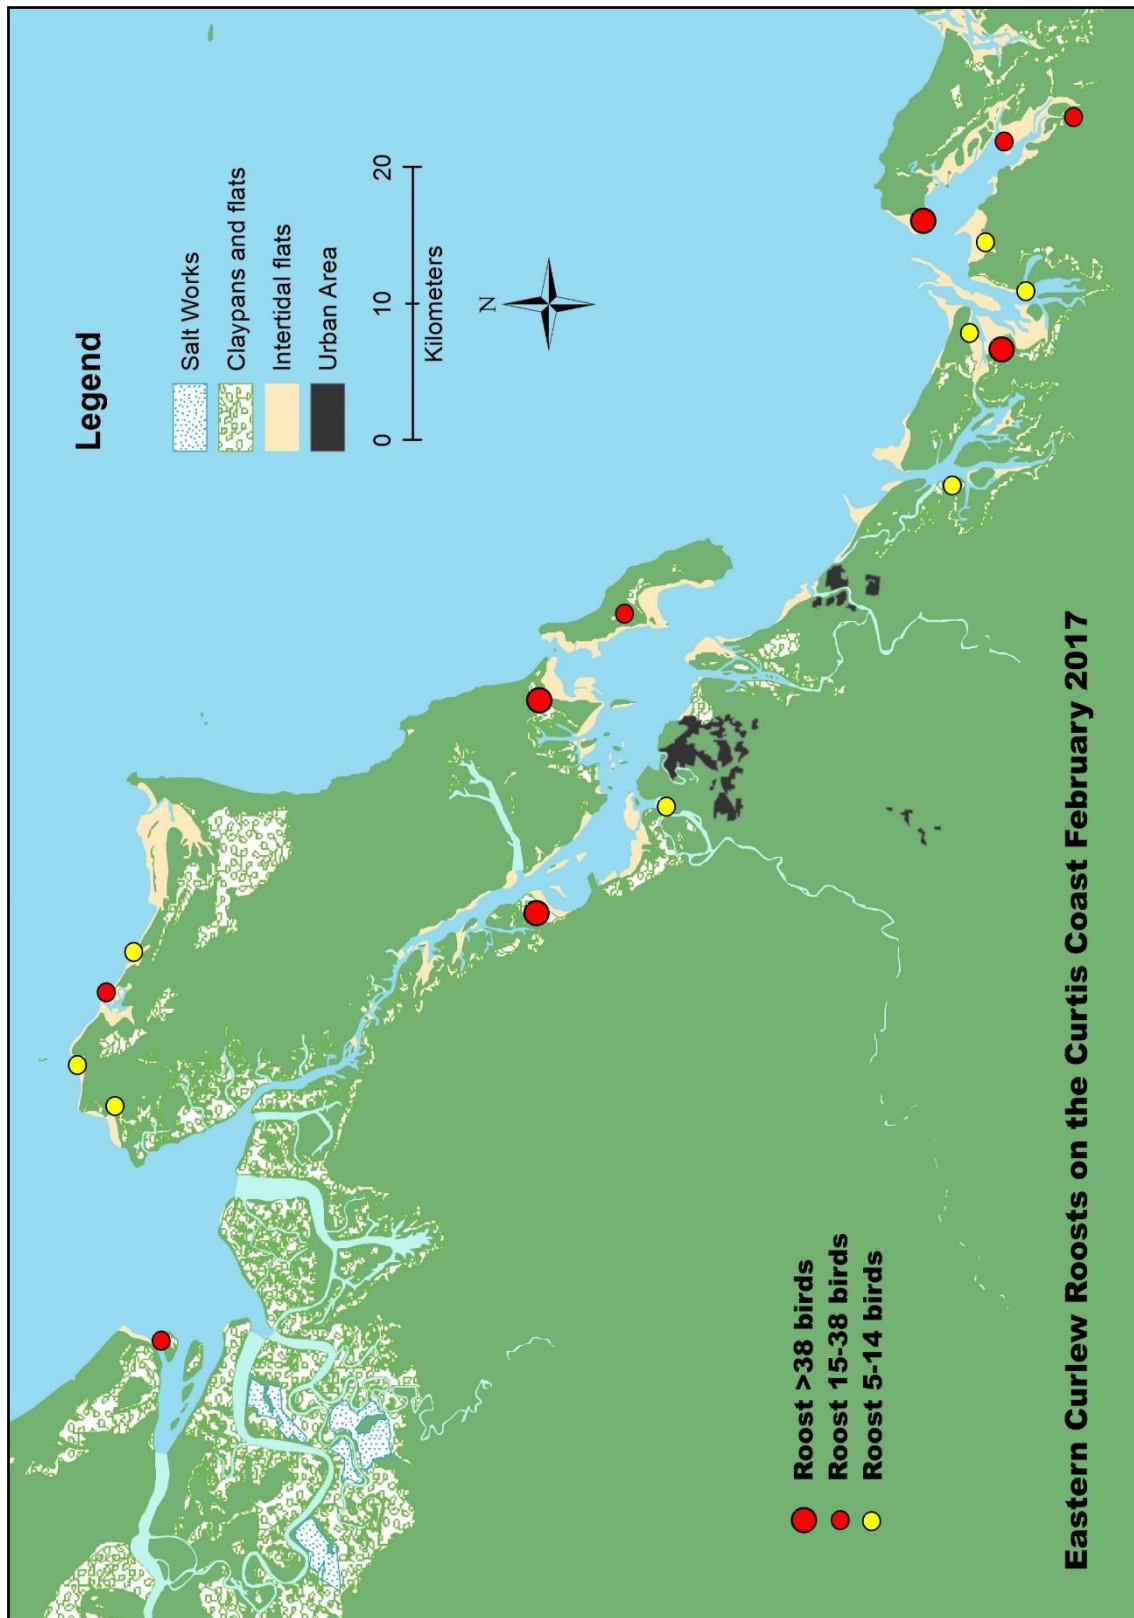 Legend
Salt Works
Claypans and flats
Intertidal flats
Urban Area
0 10 20
Kilometers
N
Roost >38 birds
Roost 15-38 birds
Roost 5-14 birds
Eastern Curlew Roosts on the Curtis Coast February 2017